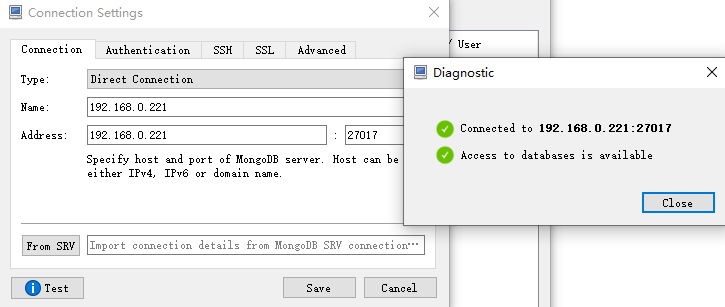 Connection Settings
Connection
Authentication
SSH
SSL
Advanced
/ User
Type:
Direct Connection
Name:
192.168.0.221
Address:
192.168.0.221
:
27017
Specify host and port of MongoDB server. Host can be
either IPv4, IPv6 or domain name.
From SRV
Import connection details from MongoDB SRV connection···
Test
Save
Cancel
Diagnostic
Connected to 192.168.0.221:27017
Access to databases is available
Close